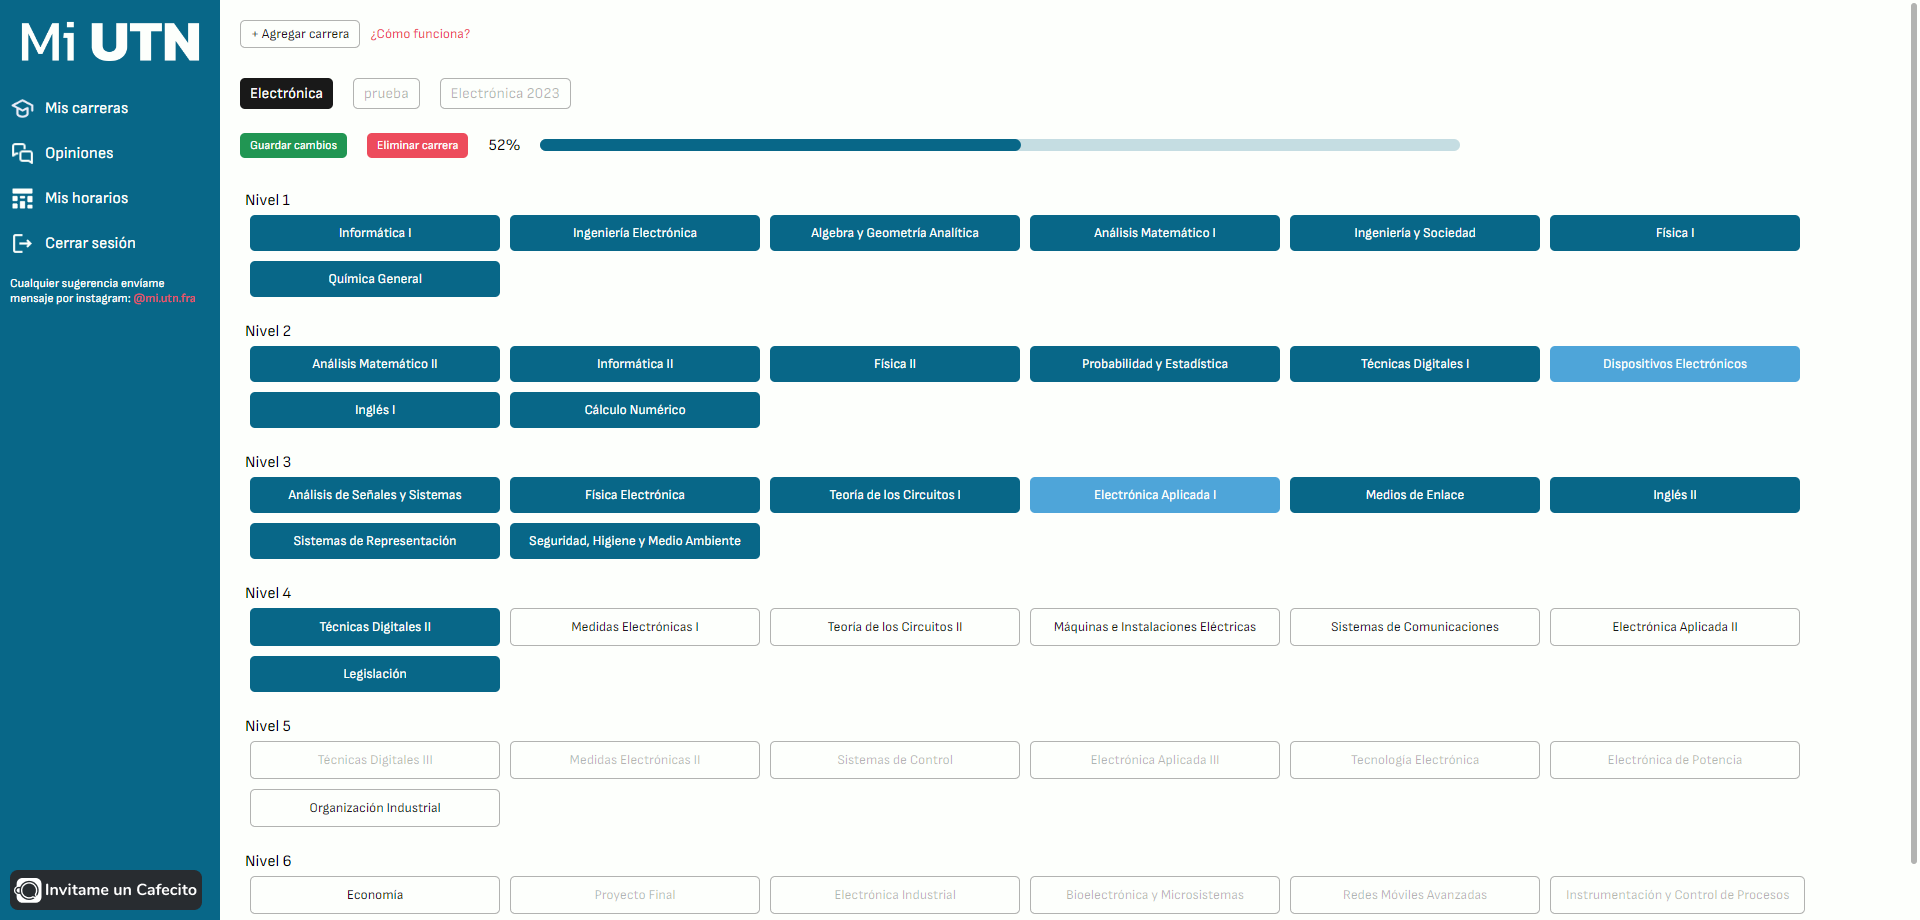 Mi UTN
Mis carreras
Opiniones
Mis horarios
Cerrar sesión
Cualquier sugerencia envíame
mensaje por instagram: @mi.utn.fra
Invitame un Cafecito
+ Agregar carrera ¿Cómo funciona?
Electrónica prueba Electrónica 2023
Guardar cambios Eliminar carrera 52%
Nivel 1
Informática I Ingeniería Electrónica Algebra y Geometría Analítica Análisis Matemático I Ingeniería y Sociedad Física I
Química General
Nivel 2
Análisis Matemático II Informática II Física II Probabilidad y Estadística Técnicas Digitales I Dispositivos Electrónicos
Inglés I Cálculo Numérico
Nivel 3
Análisis de Señales y Sistemas Física Electrónica Teoría de los Circuitos I Electrónica Aplicada I Medios de Enlace Inglés II
Sistemas de Representación Seguridad, Higiene y Medio Ambiente
Nivel 4
Técnicas Digitales II Medidas Electrónicas I Teoría de los Circuitos II Máquinas e Instalaciones Eléctricas Sistemas de Comunicaciones Electrónica Aplicada II
Legislación
Nivel 5
Técnicas Digitales III Medidas Electrónicas II Sistemas de Control Electrónica Aplicada III Tecnología Electrónica Electrónica de Potencia
Organización Industrial
Nivel 6
Economía Proyecto Final Electrónica Industrial Bioelectrónica y Microsistemas Redes Móviles Avanzadas Instrumentación y Control de Procesos